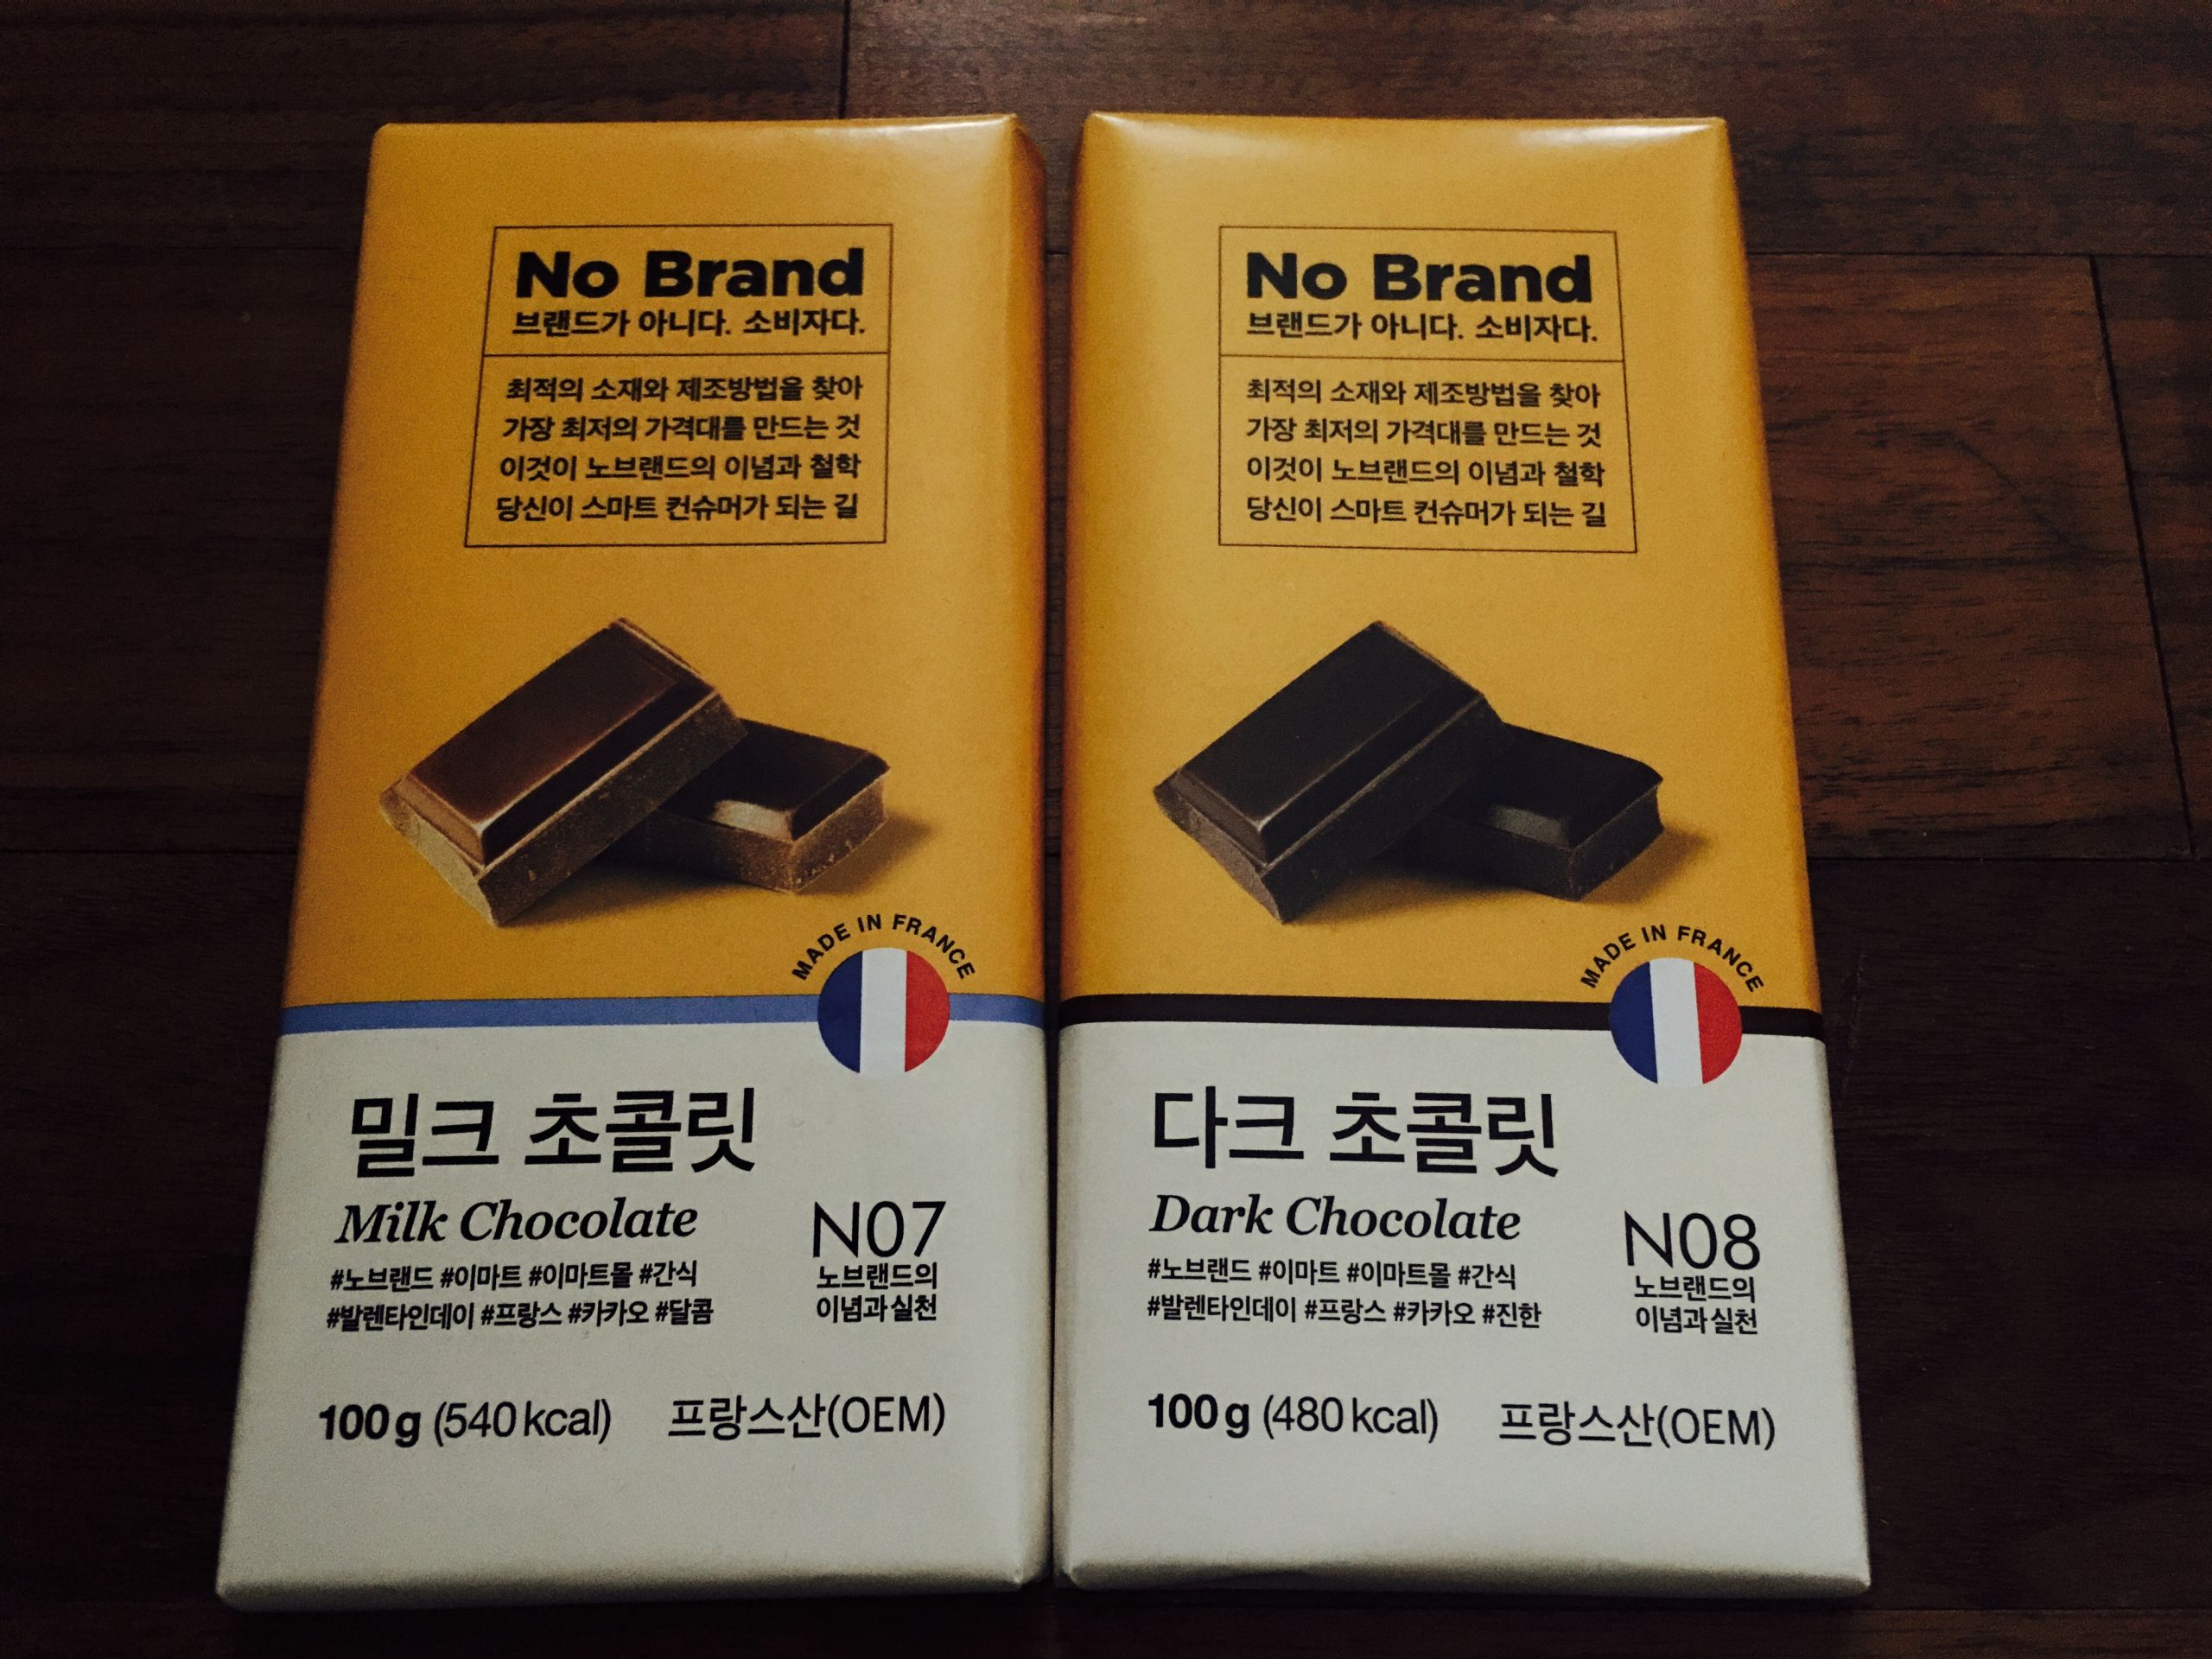 No Brand
브랜드가 아니다. 소비자다.
최적의 소재와 제조방법을 찾아
가장 최저의 가격대를 만드는 것
이것이 노브랜드의 이념과 철학
당신이 스마트 컨슈머가 되는 길
MADE IN FRANCE
밀크 초콜릿
Milk Chocolate
#노브랜드 #이마트 #이마트몰 #간식
#발렌타인데이 #프랑스 #카카오 #달콤
N07
노브랜드의
이념과실천
100g (540kcal)
프랑스산(OEM)
No Brand
브랜드가 아니다. 소비자다.
최적의 소재와 제조방법을 찾아
가장 최저의 가격대를 만드는 것
이것이 노브랜드의 이념과 철학
당신이 스마트 컨슈머가 되는 길
MADE IN FRANCE
다크 초콜릿
Dark Chocolate
#노브랜드 #이마트 #이마트몰 #간식
#발렌타인데이 #프랑스 #카카오 #진한
N08
노브랜드의
이념과실천
100g (480kcal)
프랑스산(OEM)